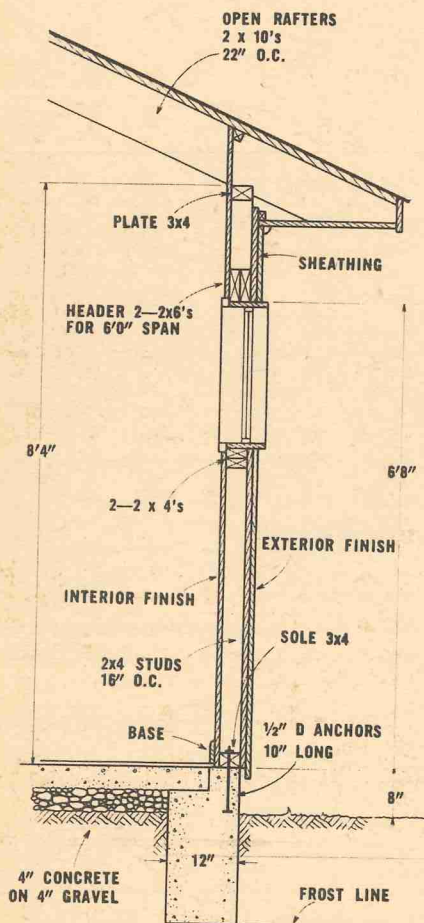 OPEN RAFTERS
2 x 10's
22" O.C.
PLATE 3x4
SHEATHING
HEADER 2—2x6's
FOR 6'0" SPAN
8'4"
6'8"
2—2 x 4's
EXTERIOR FINISH
INTERIOR FINISH
SOLE 3x4
2x4 STUDS
16" O.C.
BASE
½" D ANCHORS
10" LONG
8"
12"
4" CONCRETE
ON 4" GRAVEL
FROST LINE